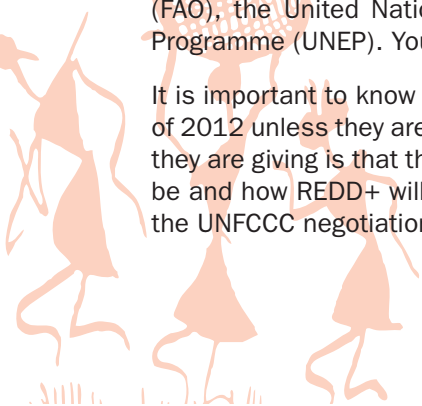 (FAO), the United Natio
Programme (UNEP). You
It is important to know
of 2012 unless they are
they are giving is that th
be and how REDD+ will
the UNFCCC negotiation